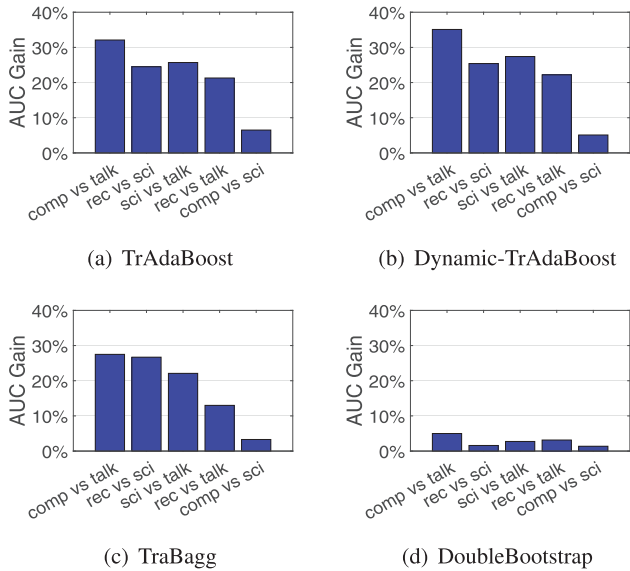 40%
30%
20%
10%
0%
AUC Gain
comp vs talk
rec vs sci
sci vs talk
rec vs talk
comp vs sci
(a) TrAdaBoost
40%
30%
20%
10%
0%
AUC Gain
comp vs talk
rec vs sci
sci vs talk
rec vs talk
comp vs sci
(b) Dynamic-TrAdaBoost
40%
30%
20%
10%
0%
AUC Gain
comp vs talk
rec vs sci
sci vs talk
rec vs talk
comp vs sci
(c) TraBagg
40%
30%
20%
10%
0%
AUC Gain
comp vs talk
rec vs sci
sci vs talk
rec vs talk
comp vs sci
(d) DoubleBootstrap